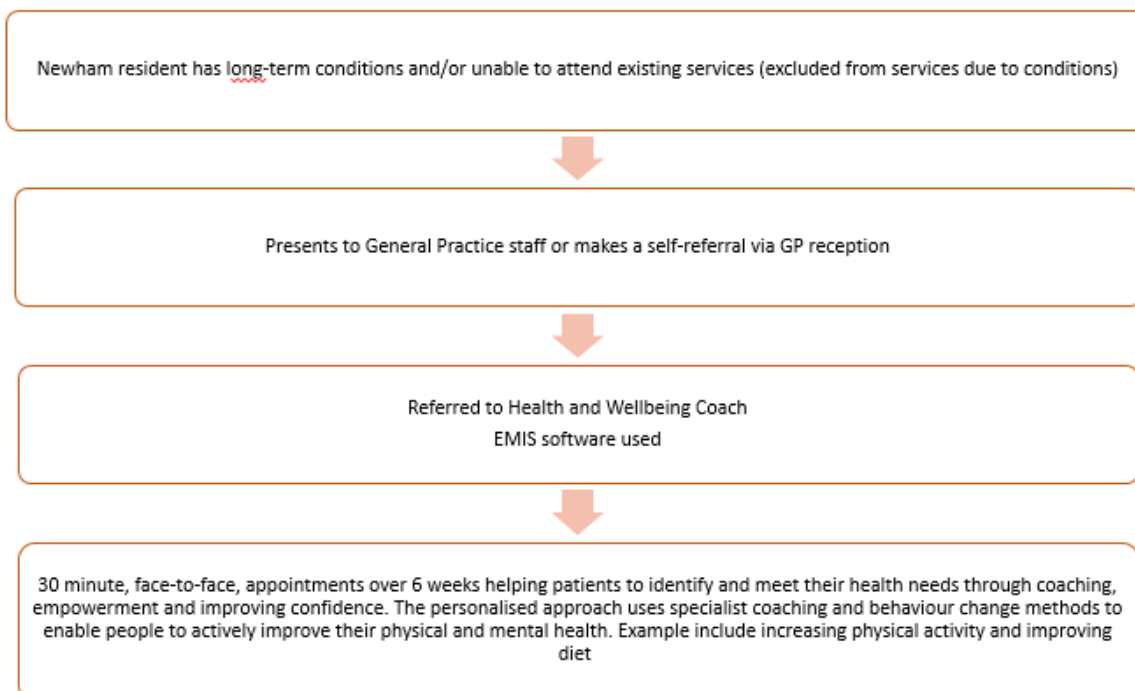 Newham resident has long-term conditions and/or unable to attend existing services (excluded from services due to conditions)
Presents to General Practice staff or makes a self-referral via GP reception
Referred to Health and Wellbeing Coach
EMIS software used
30 minute, face-to-face, appointments over 6 weeks helping patients to identify and meet their health needs through coaching,
empowerment and improving confidence. The personalised approach uses specialist coaching and behaviour change methods to
enable people to actively improve their physical and mental health. Example include increasing physical activity and improving
diet